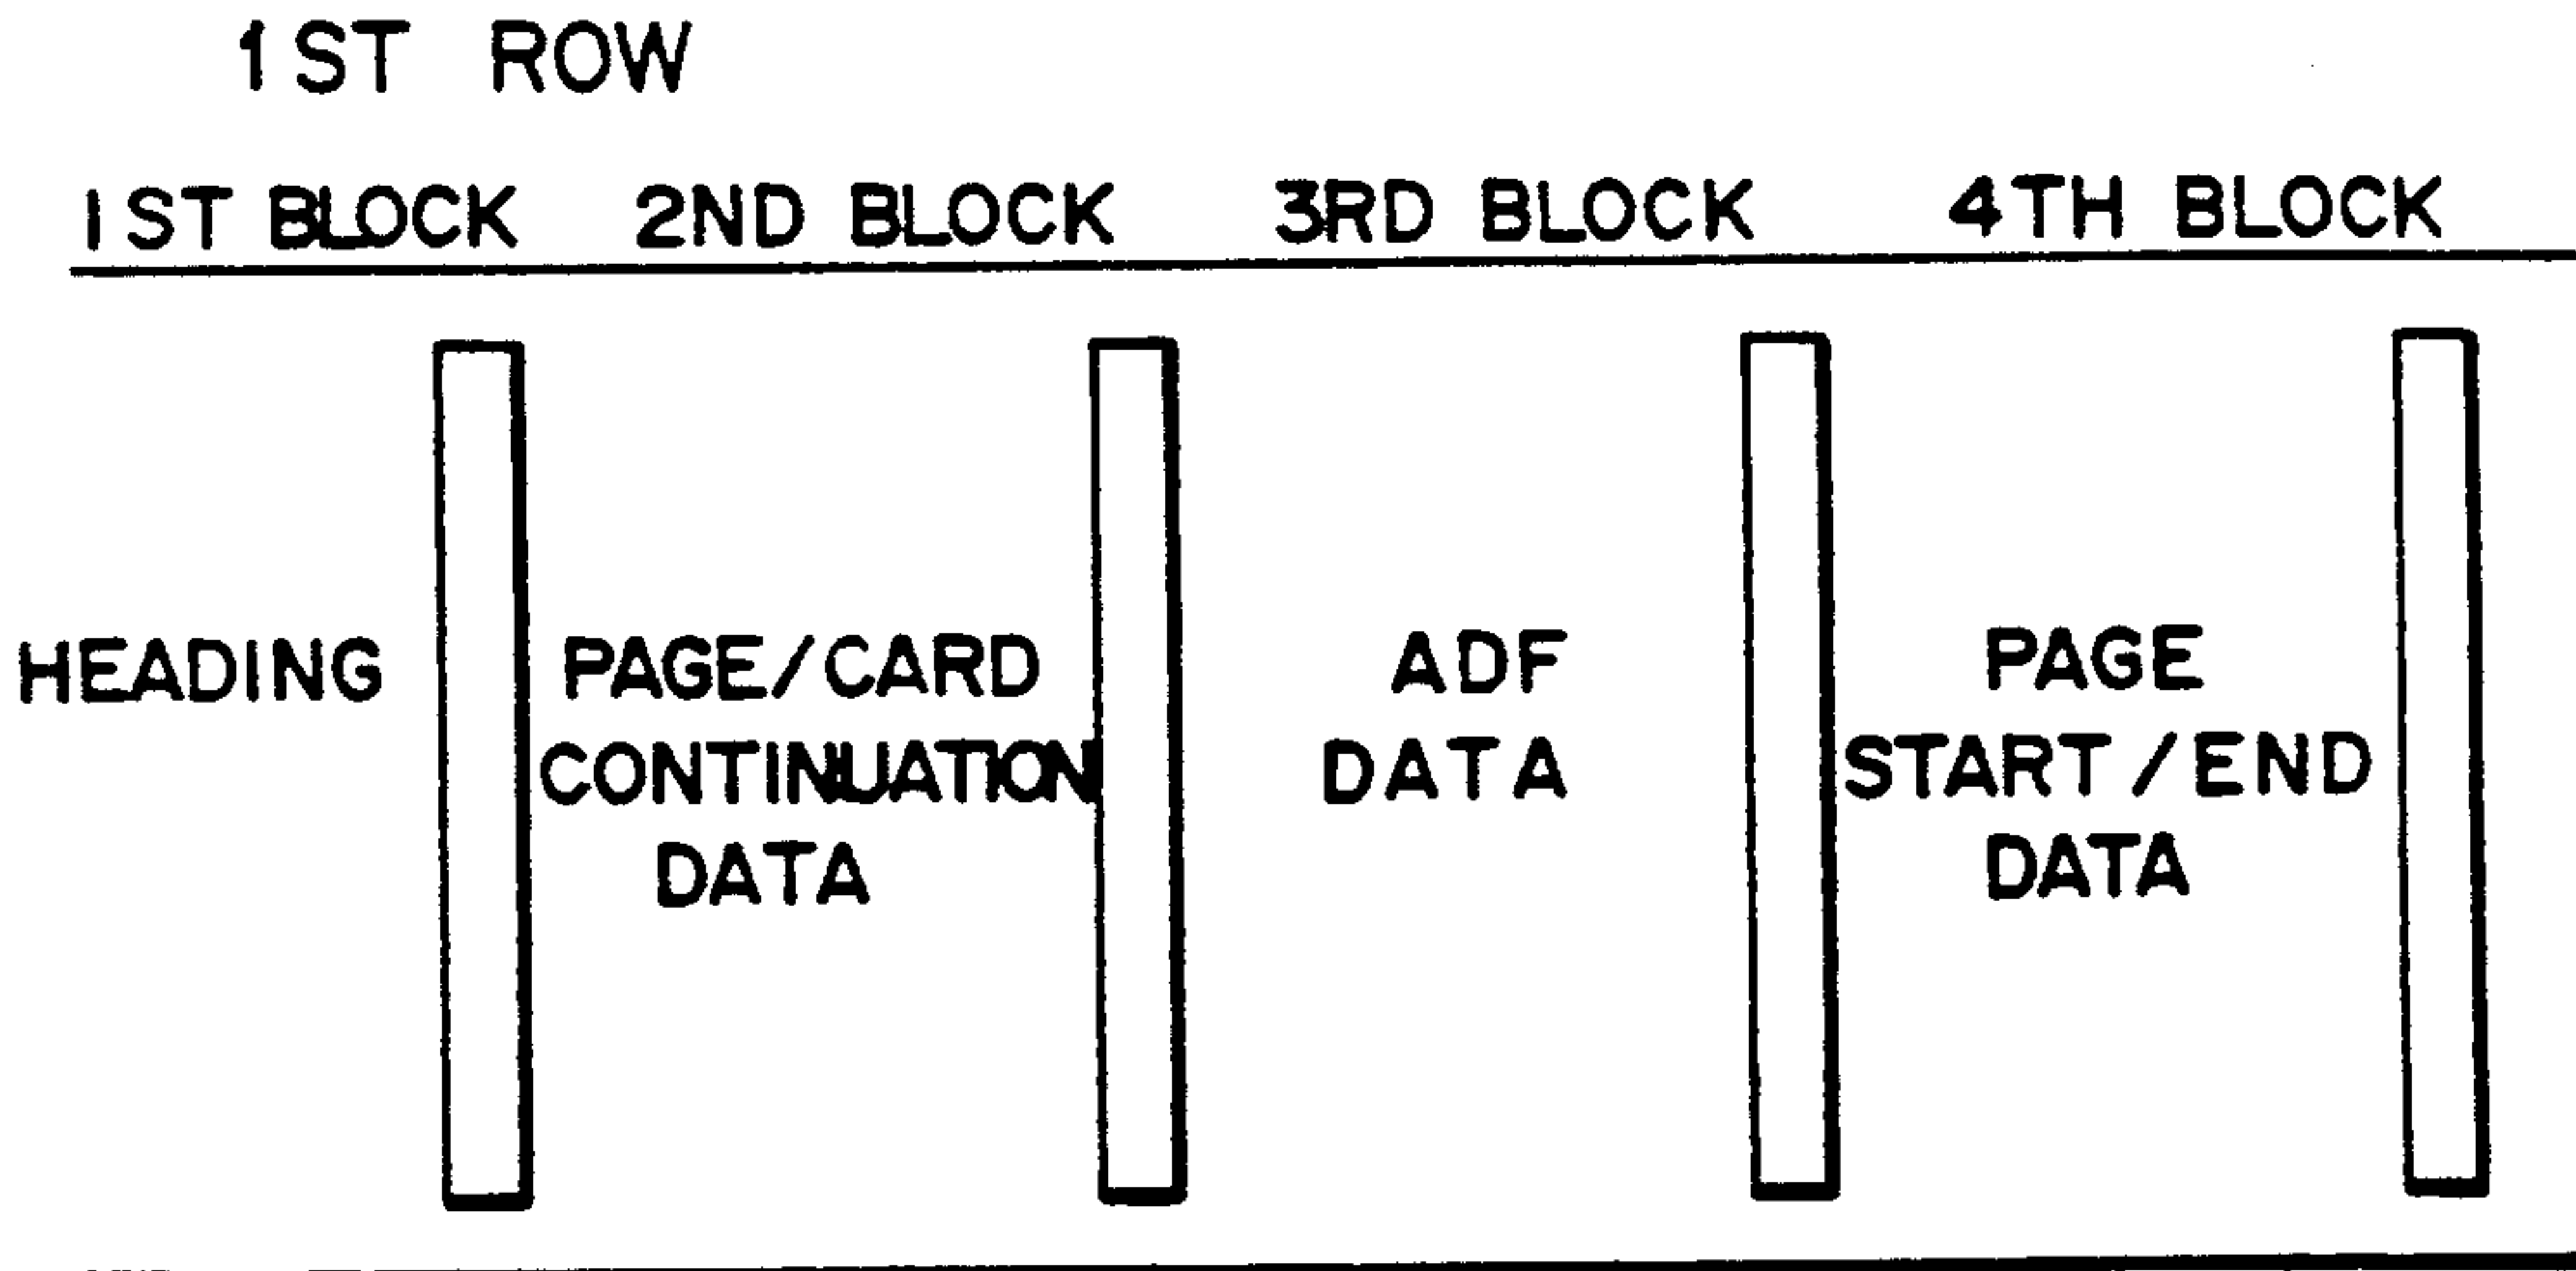 1ST ROW
1ST BLOCK 2ND BLOCK 3RD BLOCK 4TH BLOCK
HEADING
PAGE/CARD
CONTINUATION
DATA
ADF
DATA
PAGE
START/END
DATA